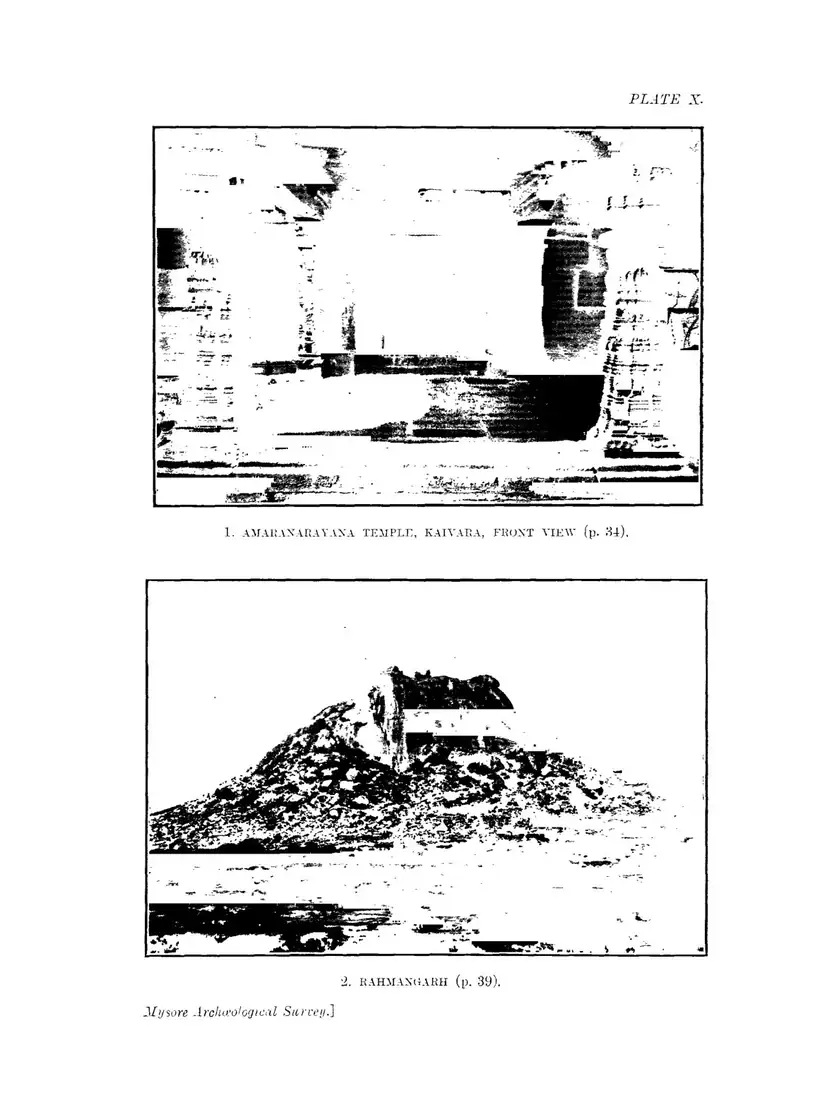 PLATE X.
1. AMARANARAYANA TEMPLE, KAIVARA, FRONT VIEW (p. 34).
2. RAHMANGARH (p. 39).
Mysore Archæological Survey.]